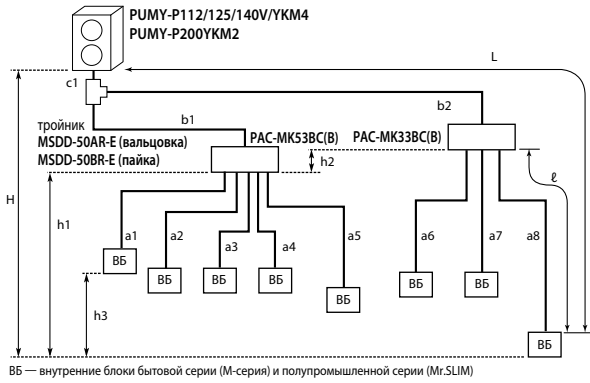 PUMY-P112/125/140V/YKM4
PUMY-P200YKM2
L
c1
b1
b2
тройник
MSDD-50AR-E (вальцовка)
MSDD-50BR-E (пайка)
PAC-MK53BC(B)
PAC-MK33BC(B)
h2
ℓ
H
h1
a1
a2
a3
a4
a5
a6
a7
a8
ВБ
ВБ
ВБ
ВБ
ВБ
ВБ
ВБ
ВБ
h3
ВБ — внутренние блоки бытовой серии (M-серия) и полупромышленной серии (Mr.SLIM)